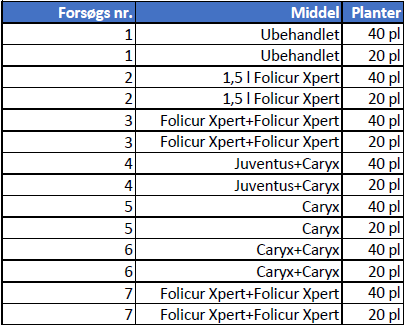 Forsøgs nr. Middel Planter
1 Ubehandlet 40 pl
1 Ubehandlet 20 pl
2 1,5 l Folicur Xpert 40 pl
2 1,5 l Folicur Xpert 20 pl
3 Folicur Xpert+Folicur Xpert 40 pl
3 Folicur Xpert+Folicur Xpert 20 pl
4 Juventus+Caryx 40 pl
4 Juventus+Caryx 20 pl
5 Caryx 40 pl
5 Caryx 20 pl
6 Caryx+Caryx 40 pl
6 Caryx+Caryx 20 pl
7 Folicur Xpert+Folicur Xpert 40 pl
7 Folicur Xpert+Folicur Xpert 20 pl